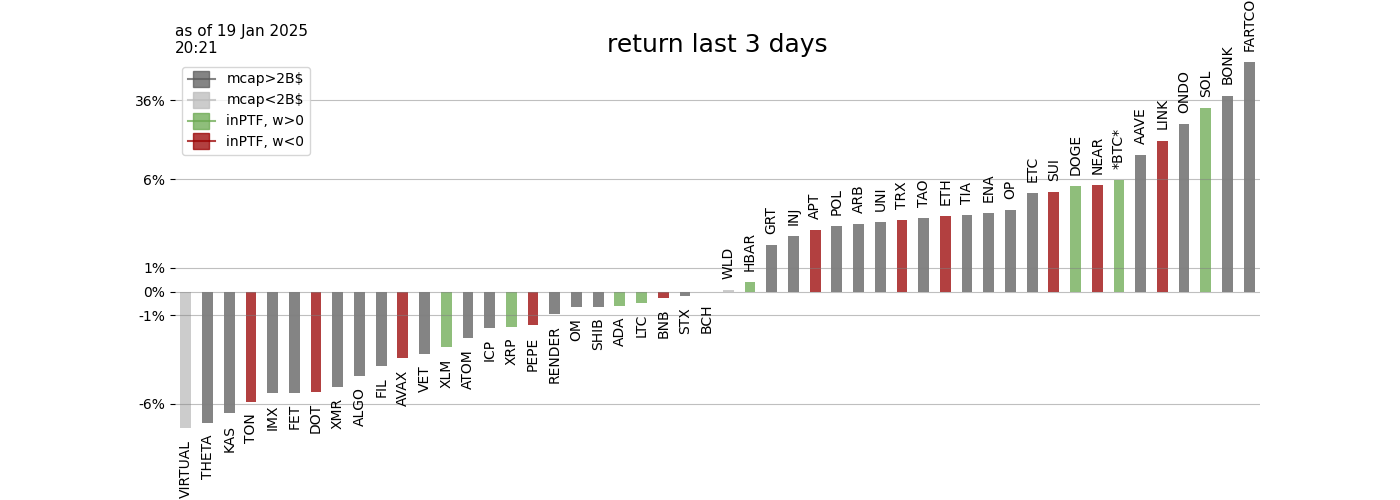 as of 19 Jan 2025
20:21
return last 3 days
mcap>2B$
mcap<2B$
inPTF, w>0
inPTF, w<0
36%
6%
1%
0%
-1%
-6%
VIRTUAL
THETA
KAS
TON
IMX
FET
DOT
XMR
ALGO
FIL
AVAX
VET
XLM
ATOM
ICP
XRP
PEPE
RENDER
OM
SHIB
ADA
LTC
BNB
STX
BCH
WLD
HBAR
GRT
INJ
APT
POL
ARB
UNI
TRX
TAO
ETH
TIA
ENA
OP
ETC
SUI
DOGE
NEAR
*BTC*
AAVE
LINK
ONDO
SOL
BONK
FARTCO